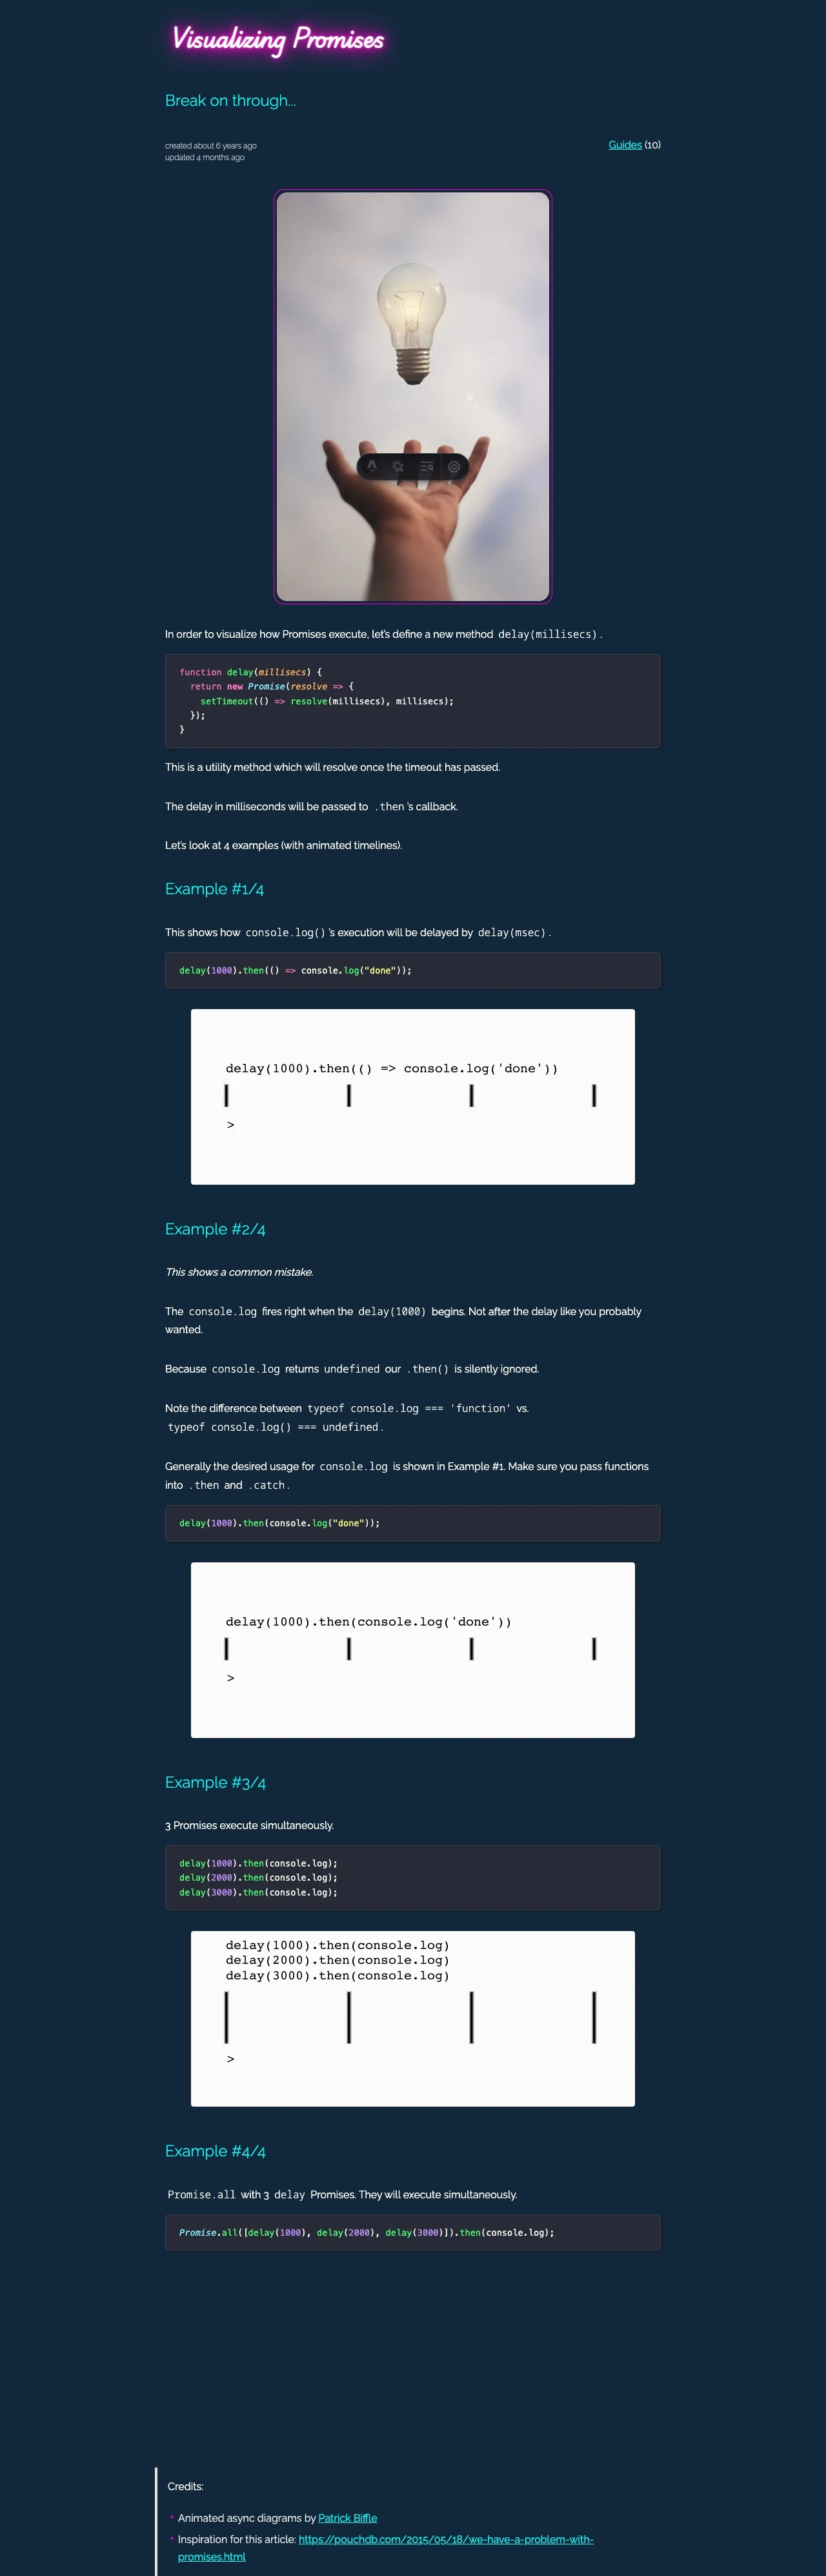 Visualizing Promises
Break on through...
created about 6 years ago
updated 4 months ago
Guides (10)
In order to visualize how Promises execute, let's define a new method delay(millisecs).
function delay(millisecs) {
  return new Promise(resolve => {
    setTimeout(() => resolve(millisecs), millisecs);
  });
}
This is a utility method which will resolve once the timeout has passed.
The delay in milliseconds will be passed to .then's callback.
Let's look at 4 examples (with animated timelines).
Example #1/4
This shows how console.log()'s execution will be delayed by delay(msec).
delay(1000).then(() => console.log("done"));
delay(1000).then(() => console.log('done'))
>
Example #2/4
This shows a common mistake.
The console.log fires right when the delay(1000) begins. Not after the delay like you probably
wanted.
Because console.log returns undefined our .then() is silently ignored.
Note the difference between typeof console.log === 'function' vs.
typeof console.log() === undefined.
Generally the desired usage for console.log is shown in Example #1. Make sure you pass functions
into .then and .catch.
delay(1000).then(console.log("done"));
delay(1000).then(console.log('done'))
>
Example #3/4
3 Promises execute simultaneously.
delay(1000).then(console.log);
delay(2000).then(console.log);
delay(3000).then(console.log);
delay(1000).then(console.log)
delay(2000).then(console.log)
delay(3000).then(console.log)
>
Example #4/4
Promise.all with 3 delay Promises. They will execute simultaneously.
Promise.all([delay(1000), delay(2000), delay(3000)]).then(console.log);
Credits:
Animated async diagrams by Patrick Biffle
Inspiration for this article: https://pouchdb.com/2015/05/18/we-have-a-problem-with-
promises.html